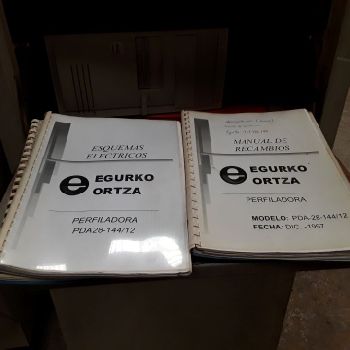 ESQUEMAS
ELECTRICOS
EGURKO
ORTZA
PERFILADORA
PDA28-144/12
MANUAL DE
RECAMBIOS
EGURKO
ORTZA
PERFILADORA
MODELO: PDA-28-144/12
FECHA: DIC.